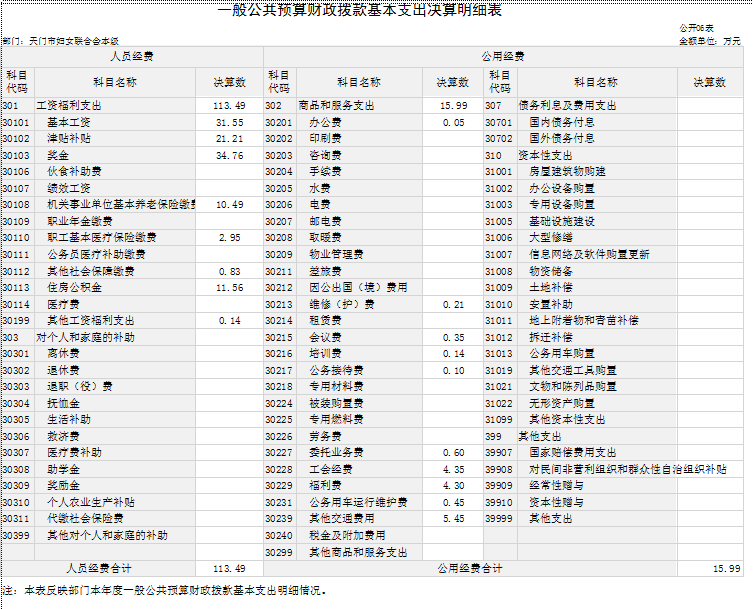 一般公共预算财政拨款基本支出决算明细表
公开06表
部门：天门市妇女联合会本级 金额单位：万元
人员经费 公用经费
科目代码 科目名称 决算数 科目代码 科目名称 决算数 科目代码 科目名称 决算数
301 工资福利支出 113.49 302 商品和服务支出 15.99 307 债务利息及费用支出
30101 基本工资 31.55 30201 办公费 0.05 30701 国内债务付息
30102 津贴补贴 21.21 30202 印刷费 30702 国外债务付息
30103 奖金 34.76 30203 咨询费 310 资本性支出
30106 伙食补助费 30204 手续费 31001 房屋建筑物购建
30107 绩效工资 30205 水费 31002 办公设备购置
30108 机关事业单位基本养老保险缴费 10.49 30206 电费 31003 专用设备购置
30109 职业年金缴费 30207 邮电费 31005 基础设施建设
30110 职工基本医疗保险缴费 2.95 30208 取暖费 31006 大型修缮
30111 公务员医疗补助缴费 30209 物业管理费 31007 信息网络及软件购置更新
30112 其他社会保障缴费 0.83 30211 差旅费 31008 物资储备
30113 住房公积金 11.56 30212 因公出国（境）费用 31009 土地补偿
30114 医疗费 30213 维修（护）费 0.21 31010 安置补助
30199 其他工资福利支出 0.14 30214 租赁费 31011 地上附着物和青苗补偿
303 对个人和家庭的补助 30215 会议费 0.35 31012 拆迁补偿
30301 离休费 30216 培训费 0.14 31013 公务用车购置
30302 退休费 30217 公务接待费 0.10 31019 其他交通工具购置
30303 退职（役）费 30218 专用材料费 31021 文物和陈列品购置
30304 抚恤金 30224 被装购置费 31022 无形资产购置
30305 生活补助 30225 专用燃料费 31099 其他资本性支出
30306 救济费 30226 劳务费 399 其他支出
30307 医疗费补助 30227 委托业务费 0.60 39907 国家赔偿费用支出
30308 助学金 30228 工会经费 4.35 39908 对民间非营利组织和群众性自治组织补贴
30309 奖励金 30229 福利费 4.30 39909 经常性赠与
30310 个人农业生产补贴 30231 公务用车运行维护费 0.45 39910 资本性赠与
30311 代缴社会保险费 30239 其他交通费用 5.45 39999 其他支出
30399 其他对个人和家庭的补助 30240 税金及附加费用
30299 其他商品和服务支出
人员经费合计 113.49 公用经费合计 15.99
注：本表反映部门本年度一般公共预算财政拨款基本支出明细情况。